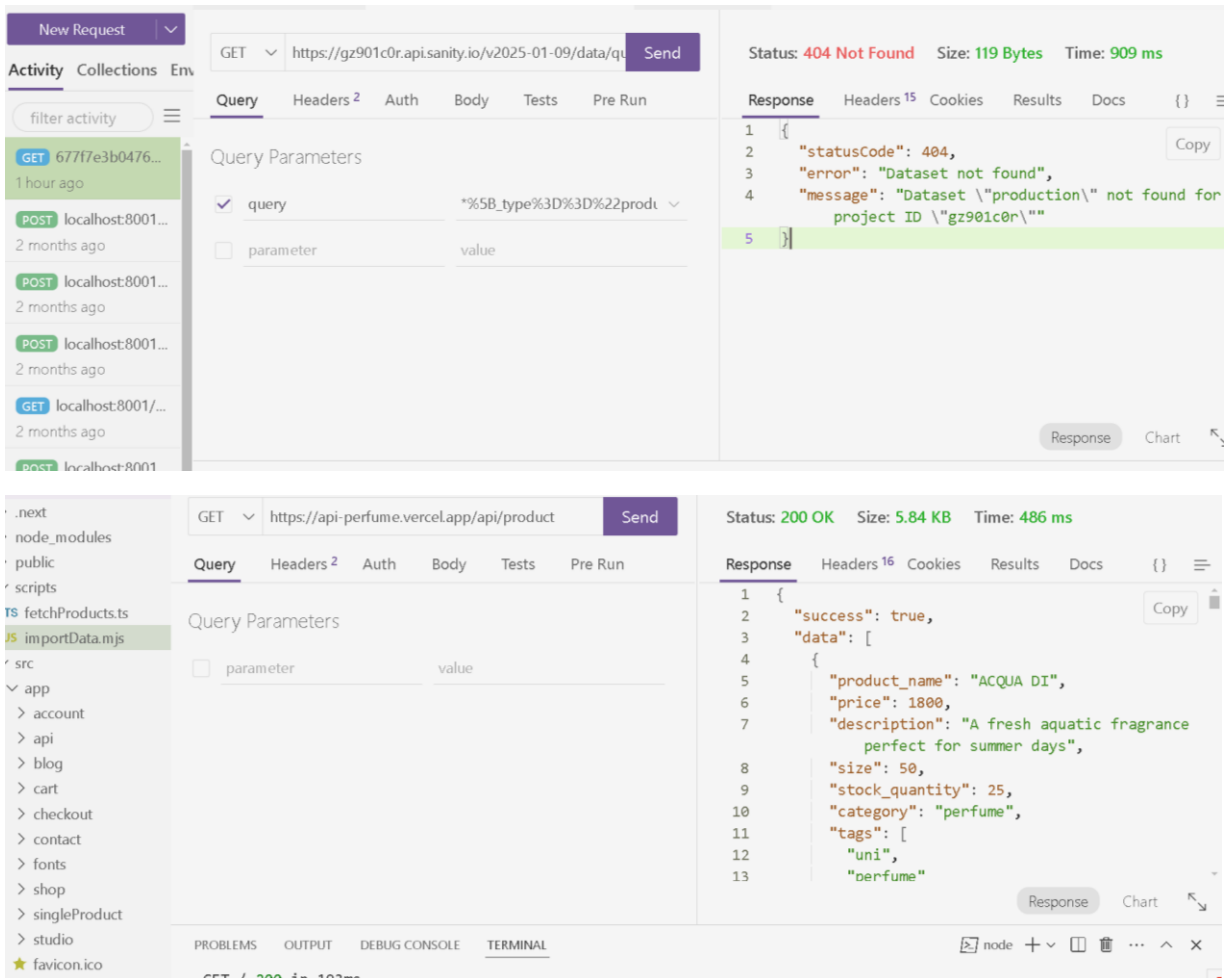 New Request
GET https://gz901c0r.api.sanity.io/v2025-01-09/data/qu Send
Status: 404 Not Found Size: 119 Bytes Time: 909 ms
Activity Collections Env
Query Headers 2 Auth Body Tests Pre Run
Response Headers 15 Cookies Results Docs { }
filter activity
GET 677f7e3b0476...
1 hour ago
POST localhost:8001...
2 months ago
POST localhost:8001...
2 months ago
POST localhost:8001...
2 months ago
GET localhost:8001/...
2 months ago
POST localhost:8001
Query Parameters
query *%5B_type%3D%3D%22produ
parameter value
Copy
1 {
2 "statusCode": 404,
3 "error": "Dataset not found",
4 "message": "Dataset \"production\" not found for
project ID \"gz901c0r\""
5 }
Response Chart
.next
node_modules
public
scripts
TS fetchProducts.ts
JS importData.mjs
src
app
account
api
blog
cart
checkout
contact
fonts
shop
singleProduct
studio
favicon.ico
GET https://api-perfume.vercel.app/api/product Send
Status: 200 OK Size: 5.84 KB Time: 486 ms
Query Headers 2 Auth Body Tests Pre Run
Response Headers 16 Cookies Results Docs { }
Query Parameters
parameter value
Copy
1 {
2 "success": true,
3 "data": [
4 {
5 "product_name": "ACQUA DI",
6 "price": 1800,
7 "description": "A fresh aquatic fragrance
perfect for summer days",
8 "size": 50,
9 "stock_quantity": 25,
10 "category": "perfume",
11 "tags": [
12 "uni",
13 "perfume"
Response Chart
PROBLEMS OUTPUT DEBUG CONSOLE TERMINAL
node
GET / 200 in 193ms